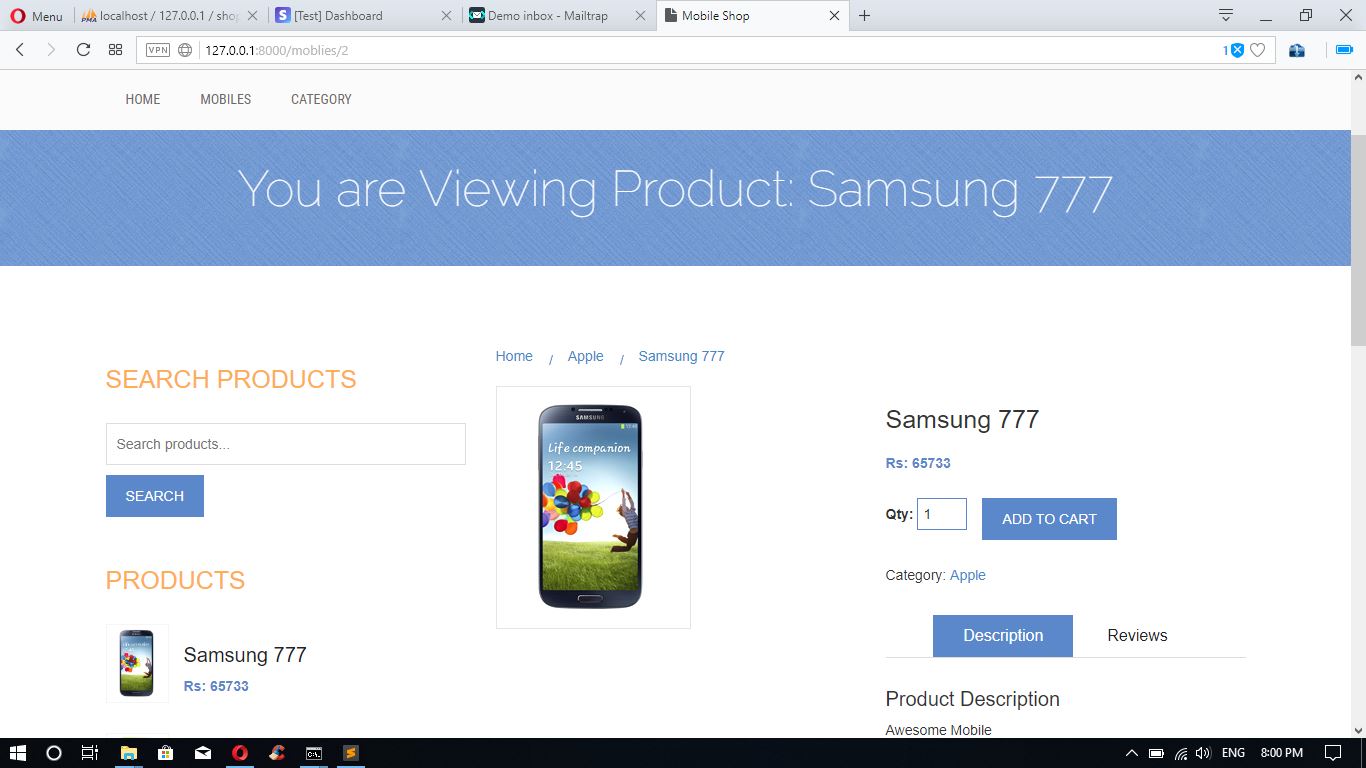 Menu
localhost / 127.0.0.1 / shop
[Test] Dashboard
Demo inbox - Mailtrap
Mobile Shop
VPN
127.0.0.1:8000/moblies/2
1
HOME
MOBILES
CATEGORY
You are Viewing Product: Samsung 777
Home / Apple / Samsung 777
SEARCH PRODUCTS
Search products...
SEARCH
PRODUCTS
Samsung 777
Rs: 65733
SAMSUNG
Life companion
12:45
Samsung 777
Rs: 65733
Qty: 1
ADD TO CART
Category: Apple
Description
Reviews
Product Description
Awesome Mobile
ENG
8:00 PM